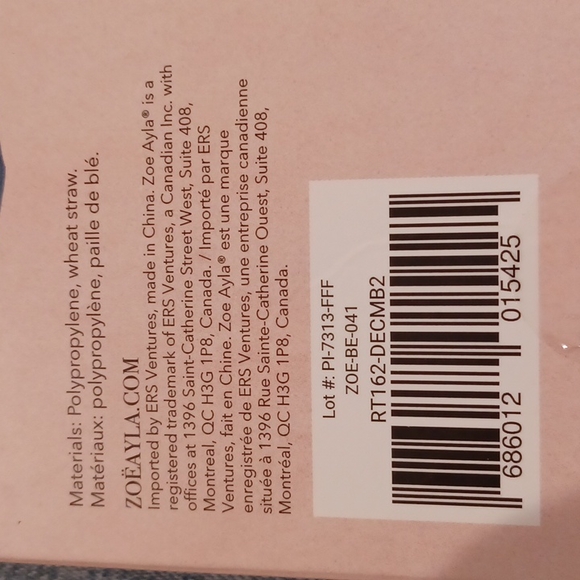 Materials: Polypropylene, wheat straw.
Matériaux: polypropylène, paille de blé.
ZOËAYLA.COM
Imported by ERS Ventures, made in China. Zoe Ayla® is a
registered trademark of ERS Ventures, a Canadian Inc. with
offices at 1396 Saint-Catherine Street West, Suite 408,
Montreal, QC H3G 1P8, Canada. / Importé par ERS
Ventures, fait en Chine. Zoe Ayla® est une marque
enregistrée de ERS Ventures, une entreprise canadienne
située à 1396 Rue Sainte-Catherine Ouest, Suite 408,
Montréal, QC H3G 1P8, Canada.
Lot #: PI-7313-FFF
ZOE-BE-041
RT162-DECMB2
686012 015425